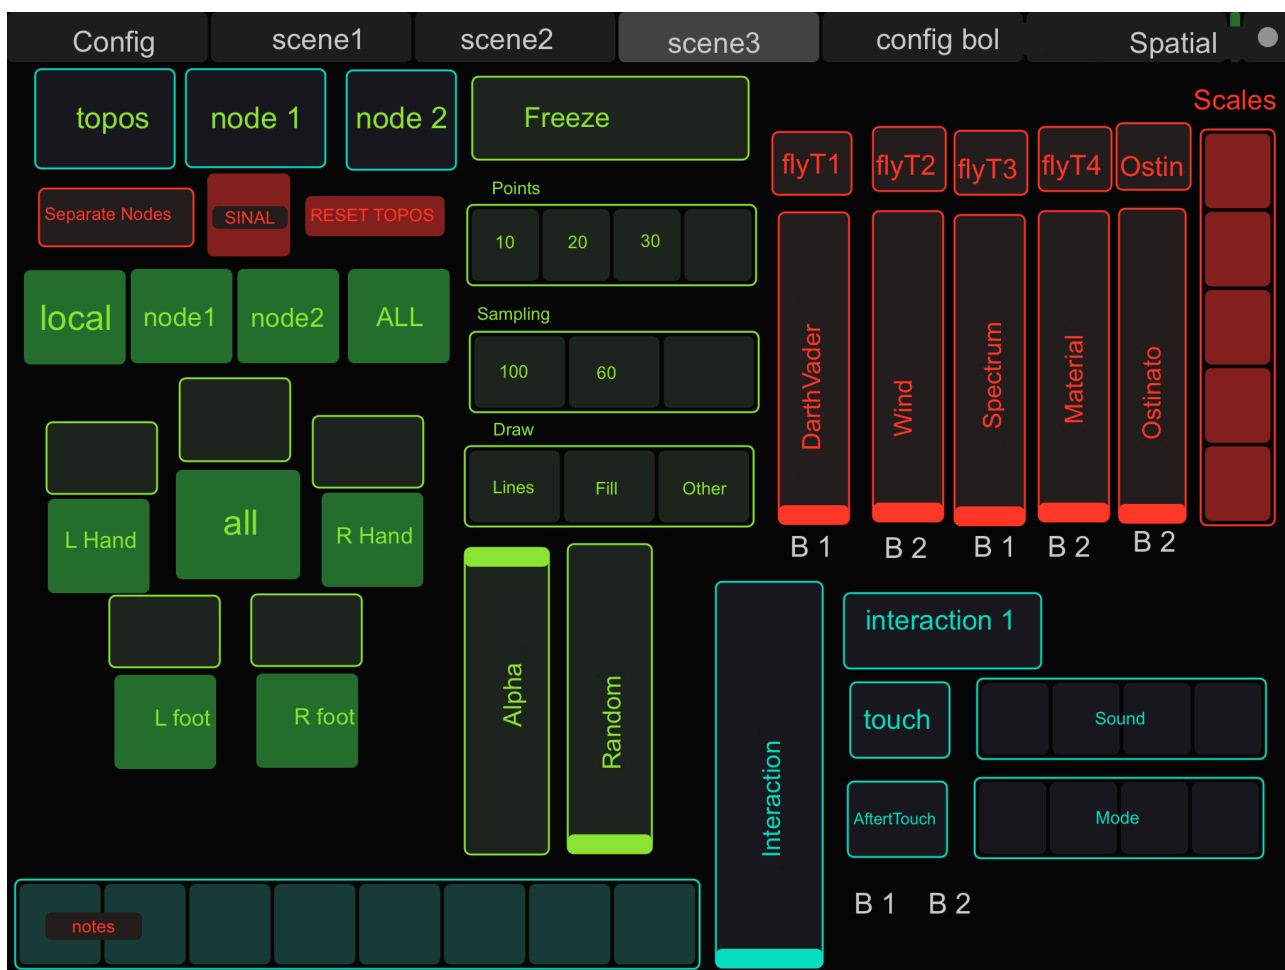 Config
scene1
scene2
scene3
config bol
Spatial
topos
node 1
node 2
Freeze
Scales
flyT1
flyT2
flyT3
flyT4
Ostin
Separate Nodes
SINAL
RESET TOPOS
Points
10
20
30
local
node1
node2
ALL
Sampling
100
60
DarthVader
Wind
Spectrum
Material
Ostinato
Draw
Lines
Fill
Other
L Hand
all
R Hand
B 1
B 2
B 1
B 2
B 2
L foot
R foot
Alpha
Random
Interaction
interaction 1
touch
Sound
AftertTouch
Mode
B 1
B 2
notes